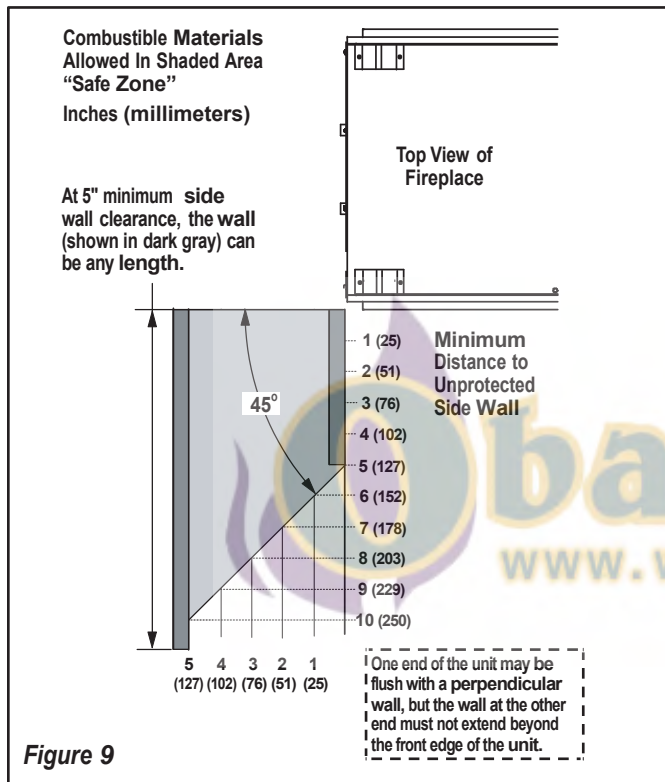 Combustible Materials
Allowed In Shaded Area
“Safe Zone”
Inches (millimeters)
At 5" minimum side
wall clearance, the wall
(shown in dark gray) can
be any length.
Top View of
Fireplace
45°
1 (25)
2 (51)
3 (76)
4 (102)
5 (127)
6 (152)
7 (178)
8 (203)
9 (229)
10 (250)
Minimum
Distance to
Unprotected
Side Wall
5 4 3 2 1
(127) (102) (76) (51) (25)
One end of the unit may be
flush with a perpendicular
wall, but the wall at the other
end must not extend beyond
the front edge of the unit.
Figure 9
Oba
www.w